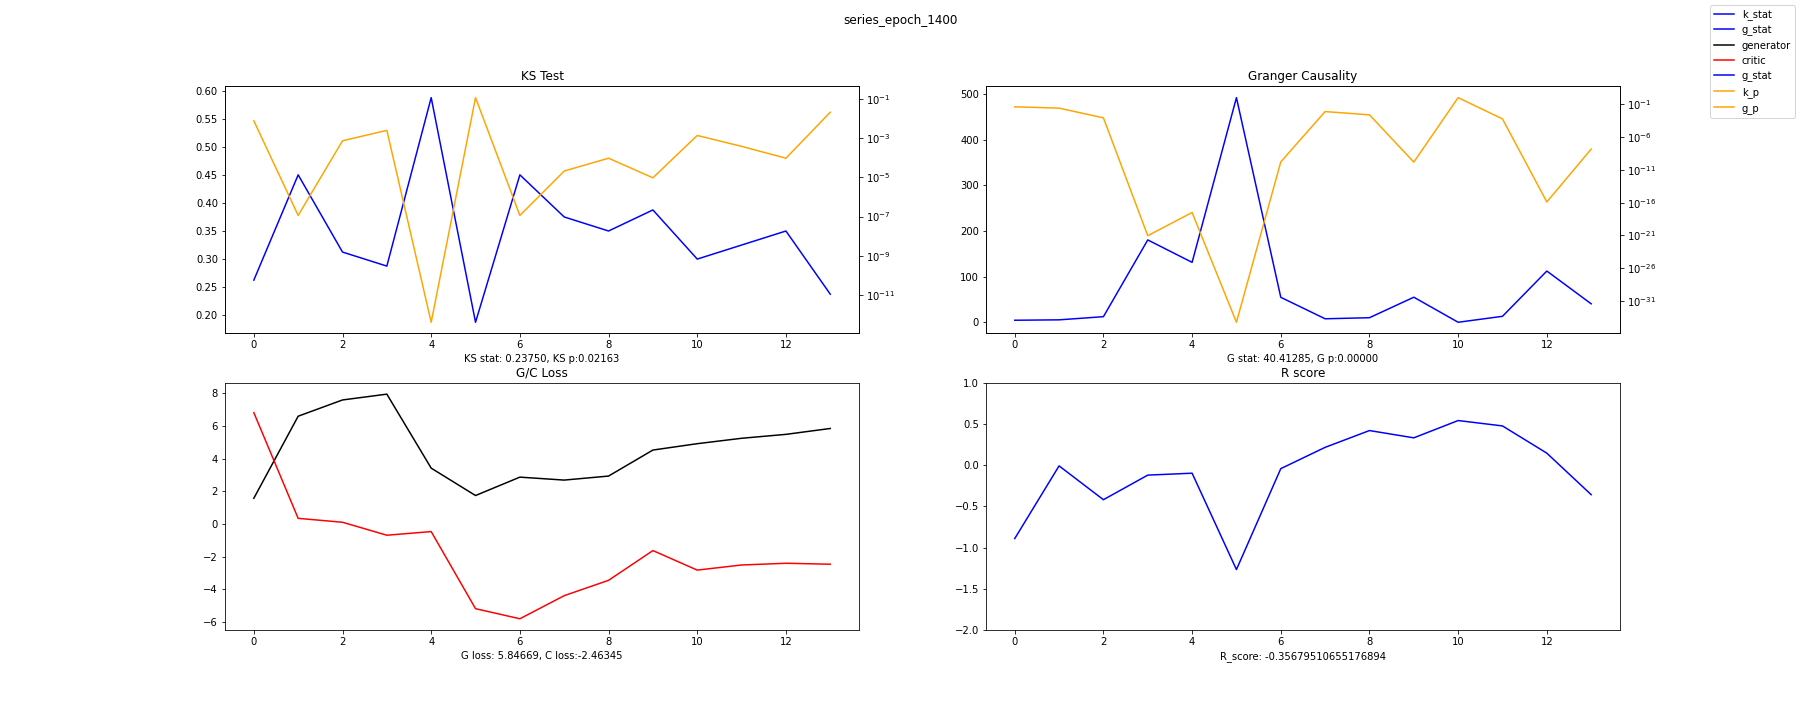 series_epoch_1400
k_stat
g_stat
generator
critic
g_stat
k_p
g_p
KS Test
0.60
0.55
0.50
0.45
0.40
0.35
0.30
0.25
0.20
10⁻¹
10⁻³
10⁻⁵
10⁻⁷
10⁻⁹
10⁻¹¹
0 2 4 6 8 10 12
KS stat: 0.23750, KS p:0.02163
Granger Causality
500
400
300
200
100
0
10⁻¹
10⁻⁶
10⁻¹¹
10⁻¹⁶
10⁻²¹
10⁻²⁶
10⁻³¹
0 2 4 6 8 10 12
G stat: 40.41285, G p:0.00000
G/C Loss
8
6
4
2
0
−2
−4
−6
0 2 4 6 8 10 12
G loss: 5.84669, C loss:-2.46345
R score
1.0
0.5
0.0
−0.5
−1.0
−1.5
−2.0
0 2 4 6 8 10 12
R_score: -0.35679510655176894